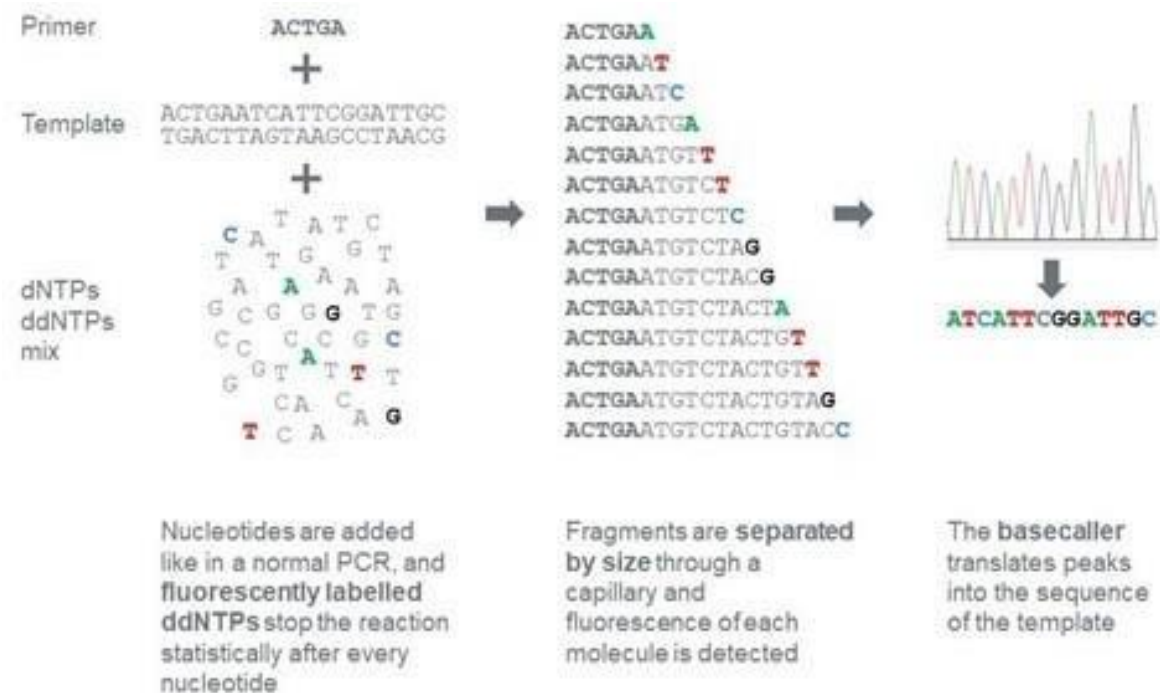 Primer
ACTGA
+
Template
ACTGAATCATTCGGATTGC
TGACTTAGTAAGCCTAACG
+
dNTPs
ddNTPs
mix
T A T C
C A G G T
T T
A A A A A
G C G G G T G
C C C C G C
G G T A T T T
C A C A G
T C A
ACTGAA
ACTGAAT
ACTGAATC
ACTGAATGA
ACTGAATGTT
ACTGAATGTCT
ACTGAATGTCTC
ACTGAATGTCTAG
ACTGAATGTCTACG
ACTGAATGTCTACTA
ACTGAATGTCTACTGT
ACTGAATGTCTACTGTT
ACTGAATGTCTACTGTAG
ACTGAATGTCTACTGTACC
ATCATTCGGATTGC
Nucleotides are added
like in a normal PCR, and
fluorescently labelled
ddNTPs stop the reaction
statistically after every
nucleotide
Fragments are separated
by size through a
capillary and
fluorescence of each
molecule is detected
The basecaller
translates peaks
into the sequence
of the template